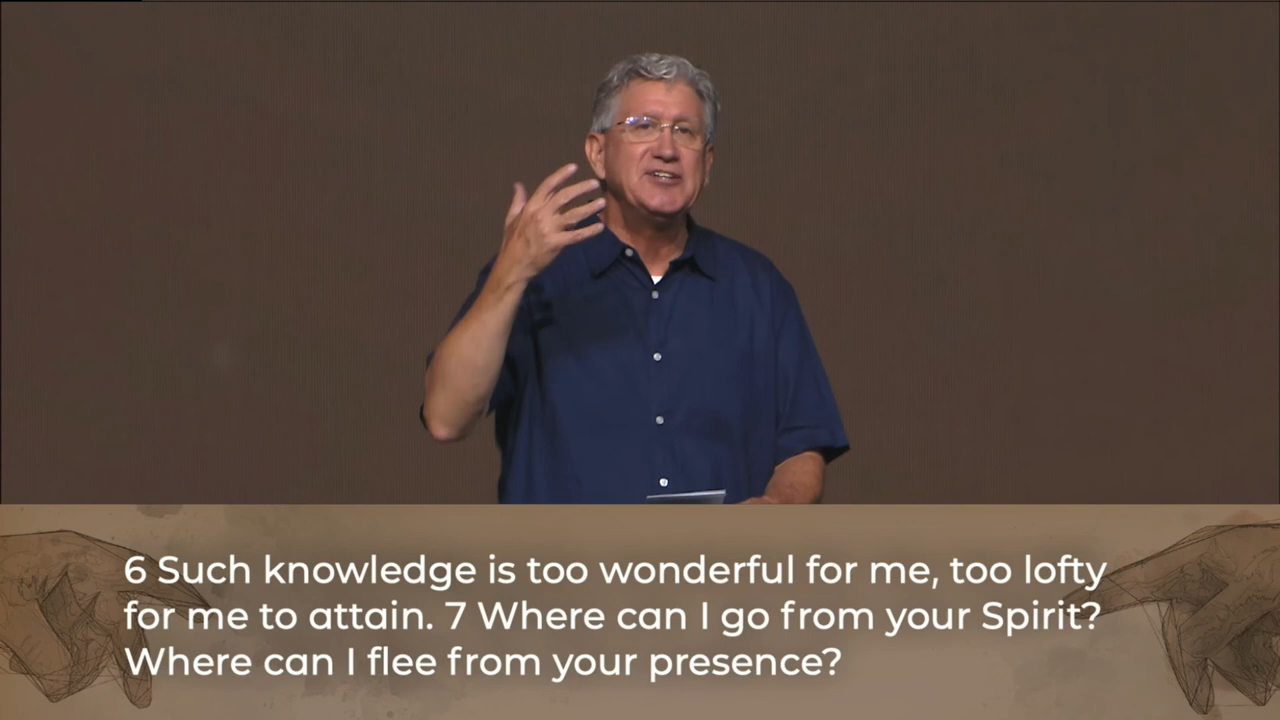 6 Such knowledge is too wonderful for me, too lofty
for me to attain. 7 Where can I go from your Spirit?
Where can I flee from your presence?